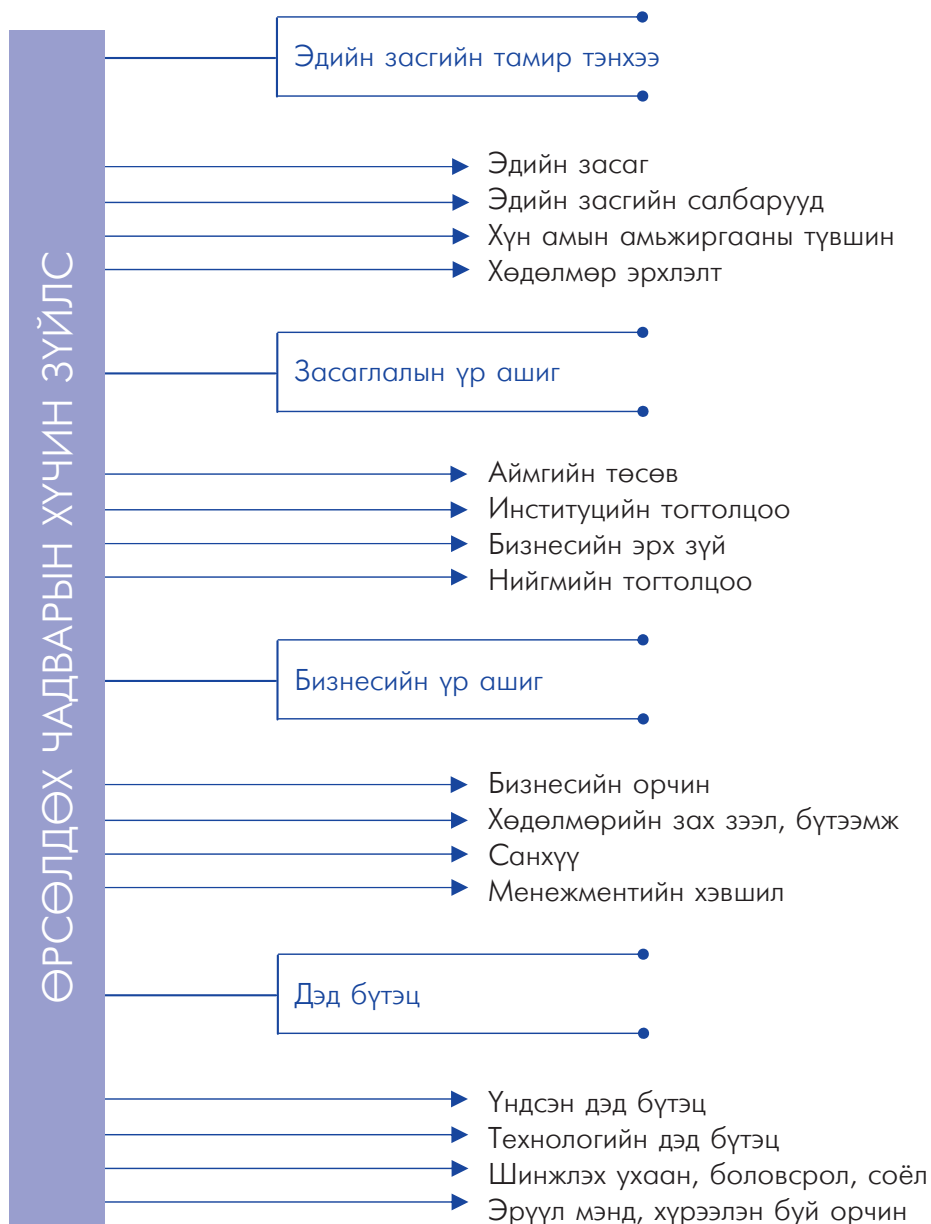 ӨРСӨЛДӨХ ЧАДВАРЫН ХҮЧИН ЗҮЙЛС
Эдийн засгийн тамир тэнхээ
Эдийн засаг
Эдийн засгийн салбарууд
Хүн амын амьжиргааны түвшин
Хөдөлмөр эрхлэлт
Засаглалын үр ашиг
Аймгийн төсөв
Институцийн тогтолцоо
Бизнесийн эрх зүй
Нийгмийн тогтолцоо
Бизнесийн үр ашиг
Бизнесийн орчин
Хөдөлмөрийн зах зээл, бүтээмж
Санхүү
Менежментийн хэвшил
Дэд бүтэц
Үндсэн дэд бүтэц
Технологийн дэд бүтэц
Шинжлэх ухаан, боловсрол, соёл
Эрүүл мэнд, хүрээлэн буй орчин